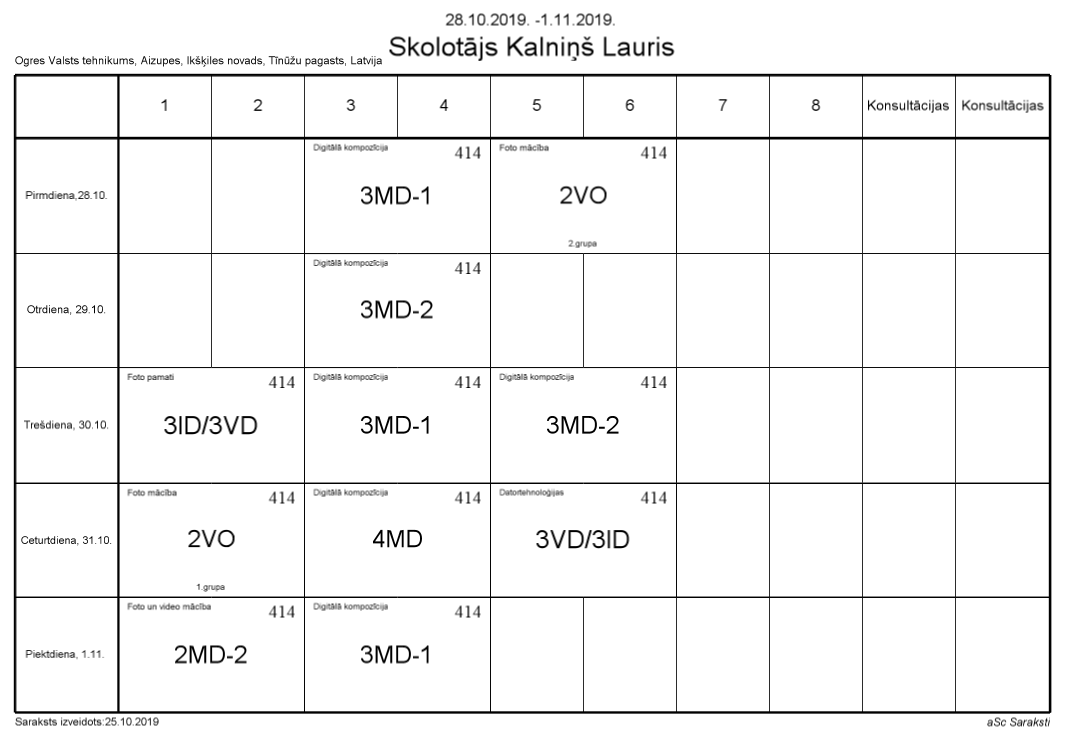 28.10.2019. -1.11.2019.
Skolotājs Kalniņš Lauris
Ogres Valsts tehnikums, Aizupes, Ikšķiles novads, Tīnūžu pagasts, Latvija
1 2 3 4 5 6 7 8 Konsultācijas Konsultācijas
Pirmdiena,28.10.
Digitālā kompozīcija 414
3MD-1
Foto mācība 414
2VO
2.grupa
Otrdiena, 29.10.
Digitālā kompozīcija 414
3MD-2
Trešdiena, 30.10.
Foto pamati 414
3ID/3VD
Digitālā kompozīcija 414
3MD-1
Digitālā kompozīcija 414
3MD-2
Ceturtdiena, 31.10.
Foto mācība 414
2VO
1.grupa
Digitālā kompozīcija 414
4MD
Datortehnoloģijas 414
3VD/3ID
Piektdiena, 1.11.
Foto un video mācība 414
2MD-2
Digitālā kompozīcija 414
3MD-1
Saraksts izveidots:25.10.2019
aSc Saraksti